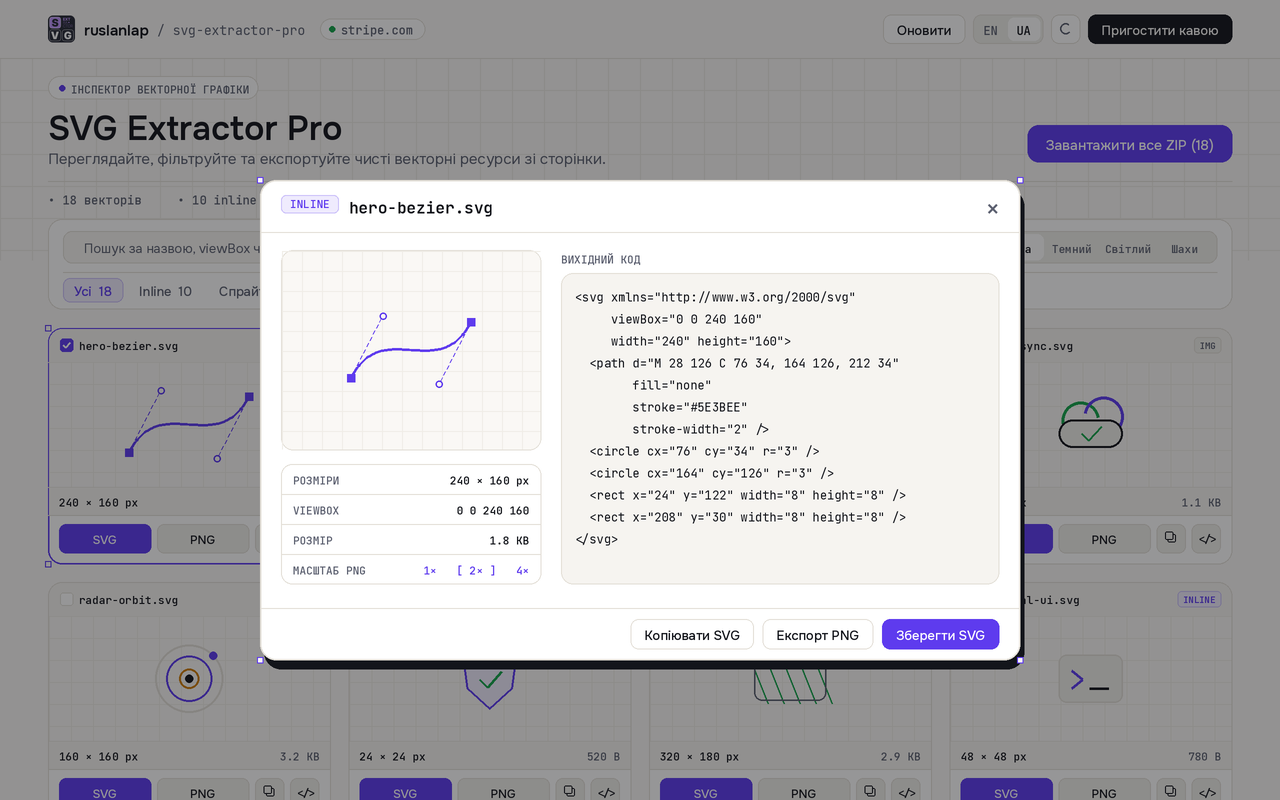 S
V G
ruslanlap / svg-extractor-pro
stripe.com
Оновити
EN UA
Пригостити кавою
ІНСПЕКТОР ВЕКТОРНОЇ ГРАФІКИ
SVG Extractor Pro
Переглядайте, фільтруйте та експортуйте чисті векторні ресурси зі сторінки.
Завантажити все ZIP (18)
• 18 векторів • 10 inline
Пошук за назвою, viewBox
Темний Світлий Шахи
Усі 18 Inline 10
INLINE hero-bezier.svg ×
ВИХІДНИЙ КОД
<svg xmlns="http://www.w3.org/2000/svg"
viewBox="0 0 240 160"
width="240" height="160">
<path d="M 28 126 C 76 34, 164 126, 212 34"
fill="none"
stroke="#5E3BEE"
stroke-width="2" />
<circle cx="76" cy="34" r="3" />
<circle cx="164" cy="126" r="3" />
<rect x="24" y="122" width="8" height="8" />
<rect x="208" y="30" width="8" height="8" />
</svg>
РОЗМІРИ 240 × 160 px
VIEWBOX 0 0 240 160
РОЗМІР 1.8 KB
МАСШТАБ PNG 1× [ 2× ] 4×
Копіювати SVG Експорт PNG Зберегти SVG
hero-bezier.svg
240 × 160 px
SVG PNG
sync.svg IMG
1.1 KB
PNG </>
radar-orbit.svg
160 × 160 px 3.2 KB
SVG PNG </>
24 × 24 px 520 B
SVG PNG </>
320 × 180 px 2.9 KB
SVG PNG </>
l-ui.svg INLINE
48 × 48 px 780 B
SVG PNG </>